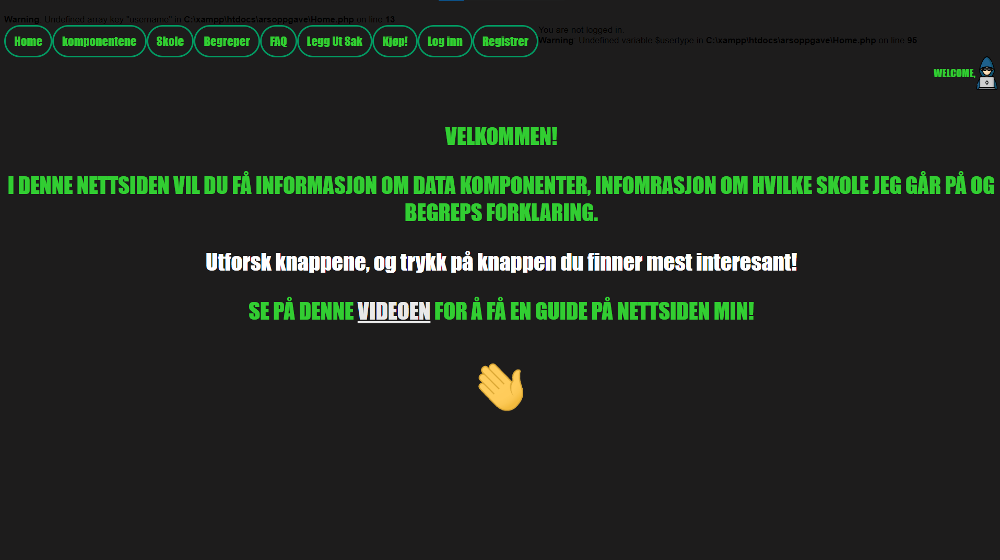 Warning: Undefined array key "username" in C:\xampp\htdocs\arsoppgave\Home.php on line 13
Home komponentene Skole Begreper FAQ Legg Ut Sak Kjøp! Log inn Registrer
You are not logged in.
Warning: Undefined variable $usertype in C:\xampp\htdocs\arsoppgave\Home.php on line 95
WELCOME,
VELKOMMEN!
I DENNE NETTSIDEN VIL DU FÅ INFORMASJON OM DATA KOMPONENTER, INFOMRASJON OM HVILKE SKOLE JEG GÅR PÅ OG
BEGREPS FORKLARING.
Utforsk knappene, og trykk på knappen du finner mest interesant!
SE PÅ DENNE VIDEOEN FOR Å FÅ EN GUIDE PÅ NETTSIDEN MIN!